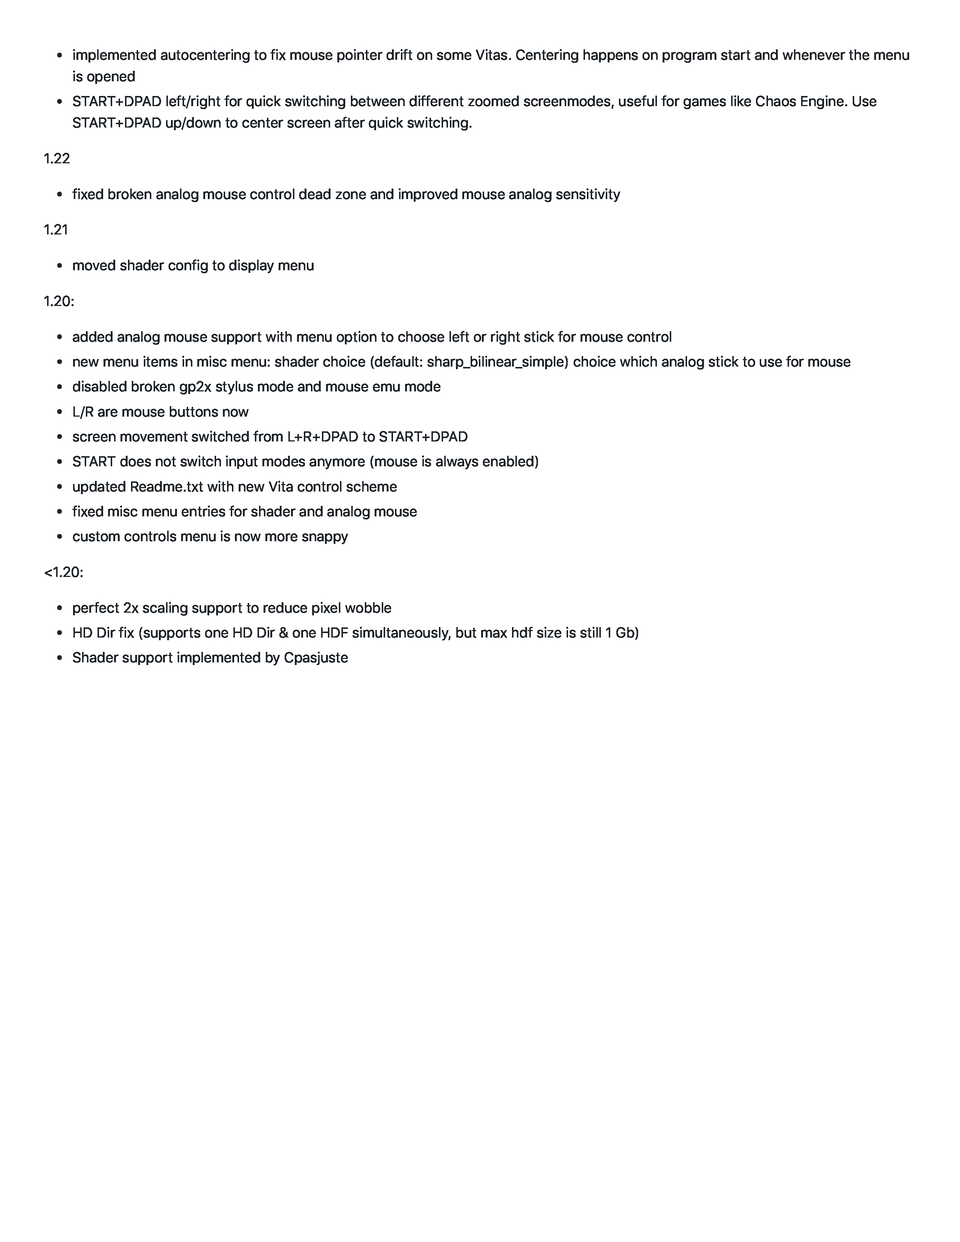 • implemented autocentering to fix mouse pointer drift on some Vitas. Centering happens on program start and whenever the menu
is opened
• START+DPAD left/right for quick switching between different zoomed screenmodes, useful for games like Chaos Engine. Use
START+DPAD up/down to center screen after quick switching.
1.22
• fixed broken analog mouse control dead zone and improved mouse analog sensitivity
1.21
• moved shader config to display menu
1.20:
• added analog mouse support with menu option to choose left or right stick for mouse control
• new menu items in misc menu: shader choice (default: sharp_bilinear_simple) choice which analog stick to use for mouse
• disabled broken gp2x stylus mode and mouse emu mode
• L/R are mouse buttons now
• screen movement switched from L+R+DPAD to START+DPAD
• START does not switch input modes anymore (mouse is always enabled)
• updated Readme.txt with new Vita control scheme
• fixed misc menu entries for shader and analog mouse
• custom controls menu is now more snappy
<1.20:
• perfect 2x scaling support to reduce pixel wobble
• HD Dir fix (supports one HD Dir & one HDF simultaneously, but max hdf size is still 1 Gb)
• Shader support implemented by Cpasjuste